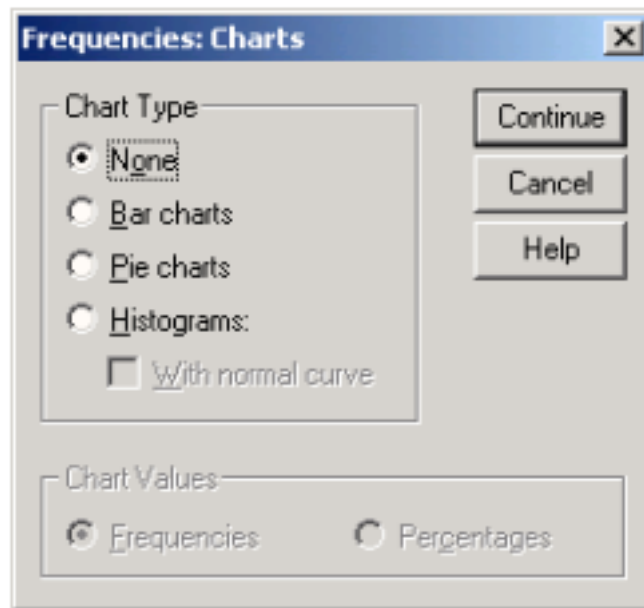 Frequencies: Charts
Chart Type
None
Bar charts
Pie charts
Histograms:
With normal curve
Continue
Cancel
Help
Chart Values
Frequencies
Percentages